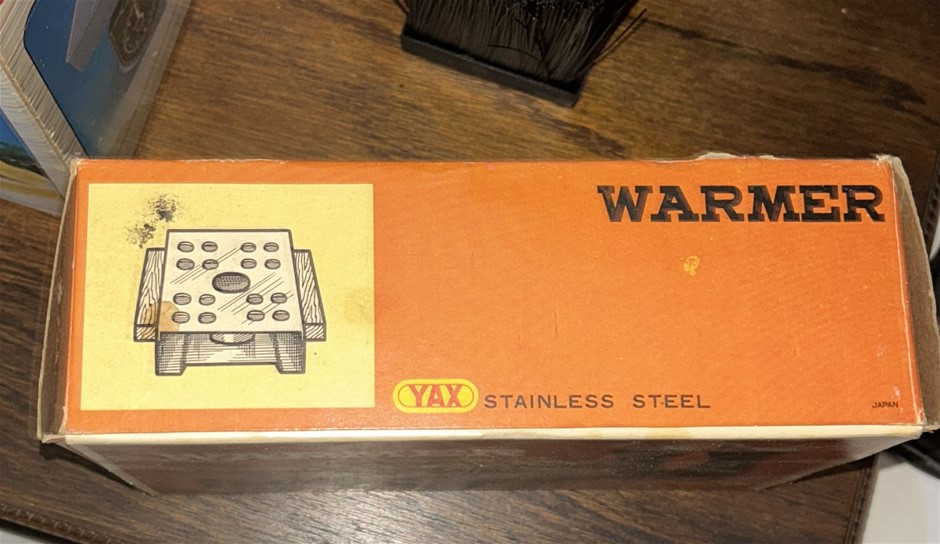 WARMER
YAX STAINLESS STEEL
JAPAN